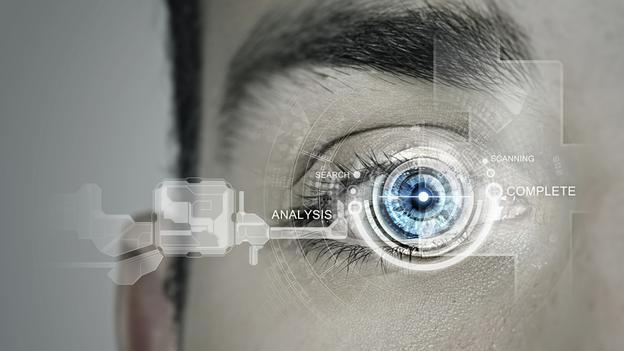 SCANNING
SEARCH
COMPLETE
ANALYSIS